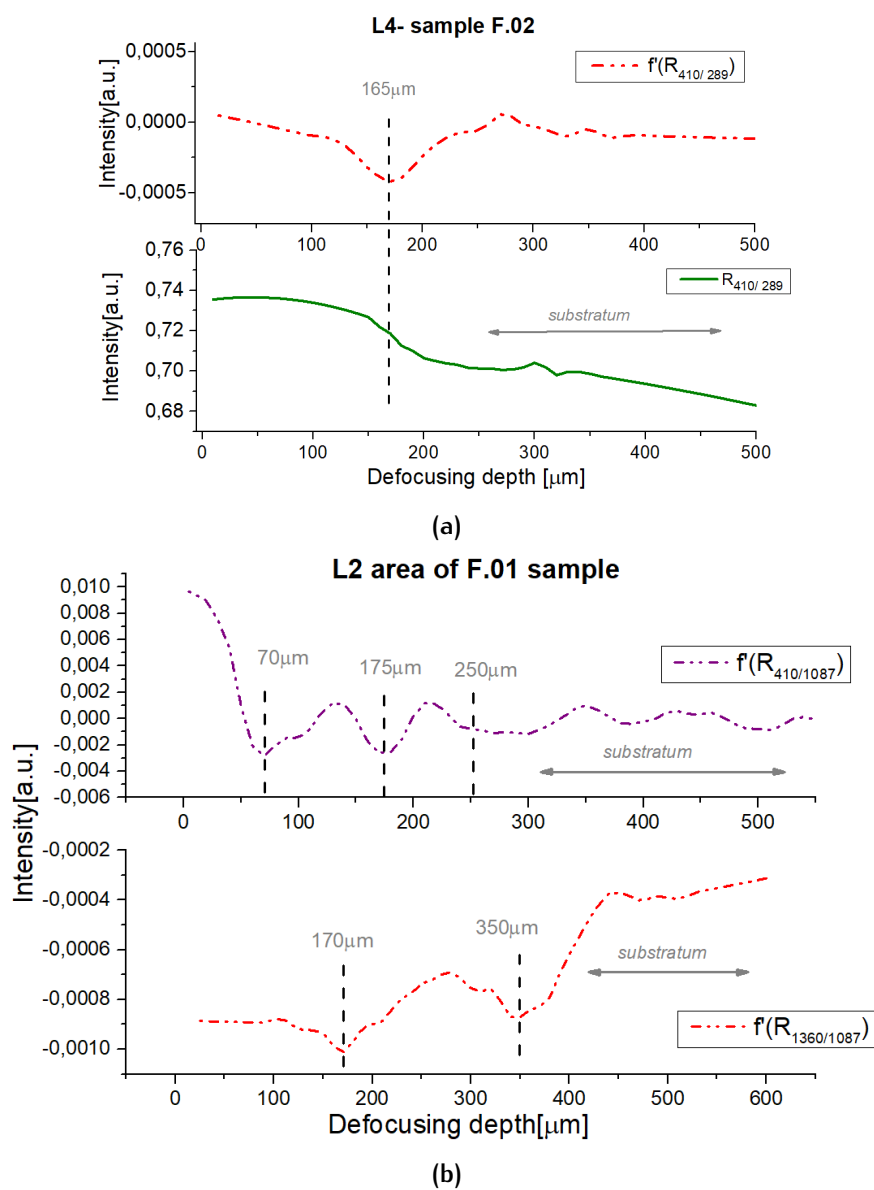 L4- sample F.02
Intensity[a.u.]
0,0005
0,0000
-0,0005
165μm
f'(R410/ 289)
0 100 200 300 400 500
Intensity [a.u.]
0,76
0,74
0,72
0,70
0,68
R410/ 289
substratum
0 100 200 300 400 500
Defocusing depth [μm]
(a)
L2 area of F.01 sample
Intensity[a.u.]
0,010
0,008
0,006
0,004
0,002
0,000
-0,002
-0,004
-0,006
70μm 175μm 250μm
f'(R410/1087)
substratum
0 100 200 300 400 500
-0,0002
-0,0004
-0,0006
-0,0008
-0,0010
170μm 350μm
substratum
f'(R1360/1087)
0 100 200 300 400 500 600
Defocusing depth[μm]
(b)